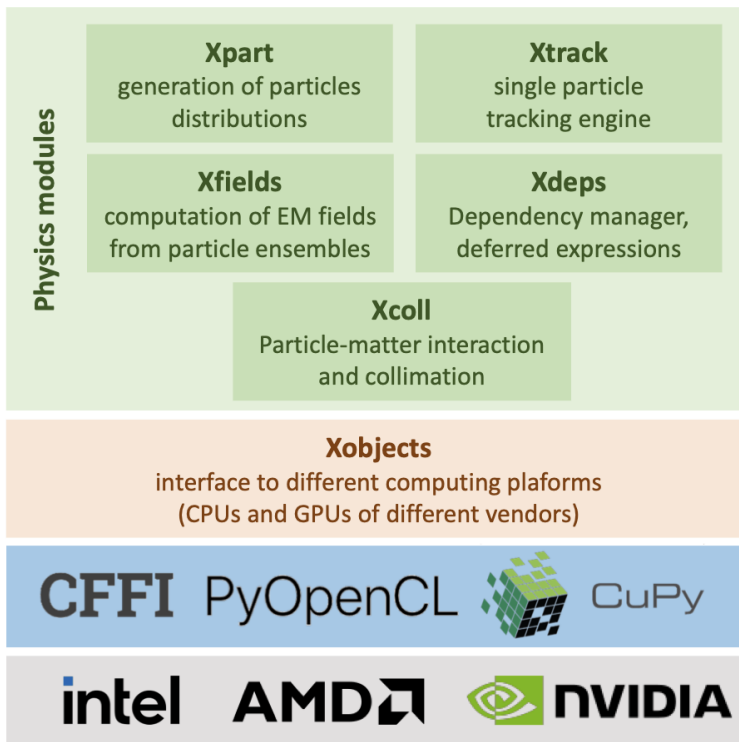 Physics modules
Xpart
generation of particles
distributions
Xtrack
single particle
tracking engine
Xfields
computation of EM fields
from particle ensembles
Xdeps
Dependency manager,
deferred expressions
Xcoll
Particle-matter interaction
and collimation
Xobjects
interface to different computing plaforms
(CPUs and GPUs of different vendors)
CFFI PyOpenCL CuPy
intel AMD NVIDIA